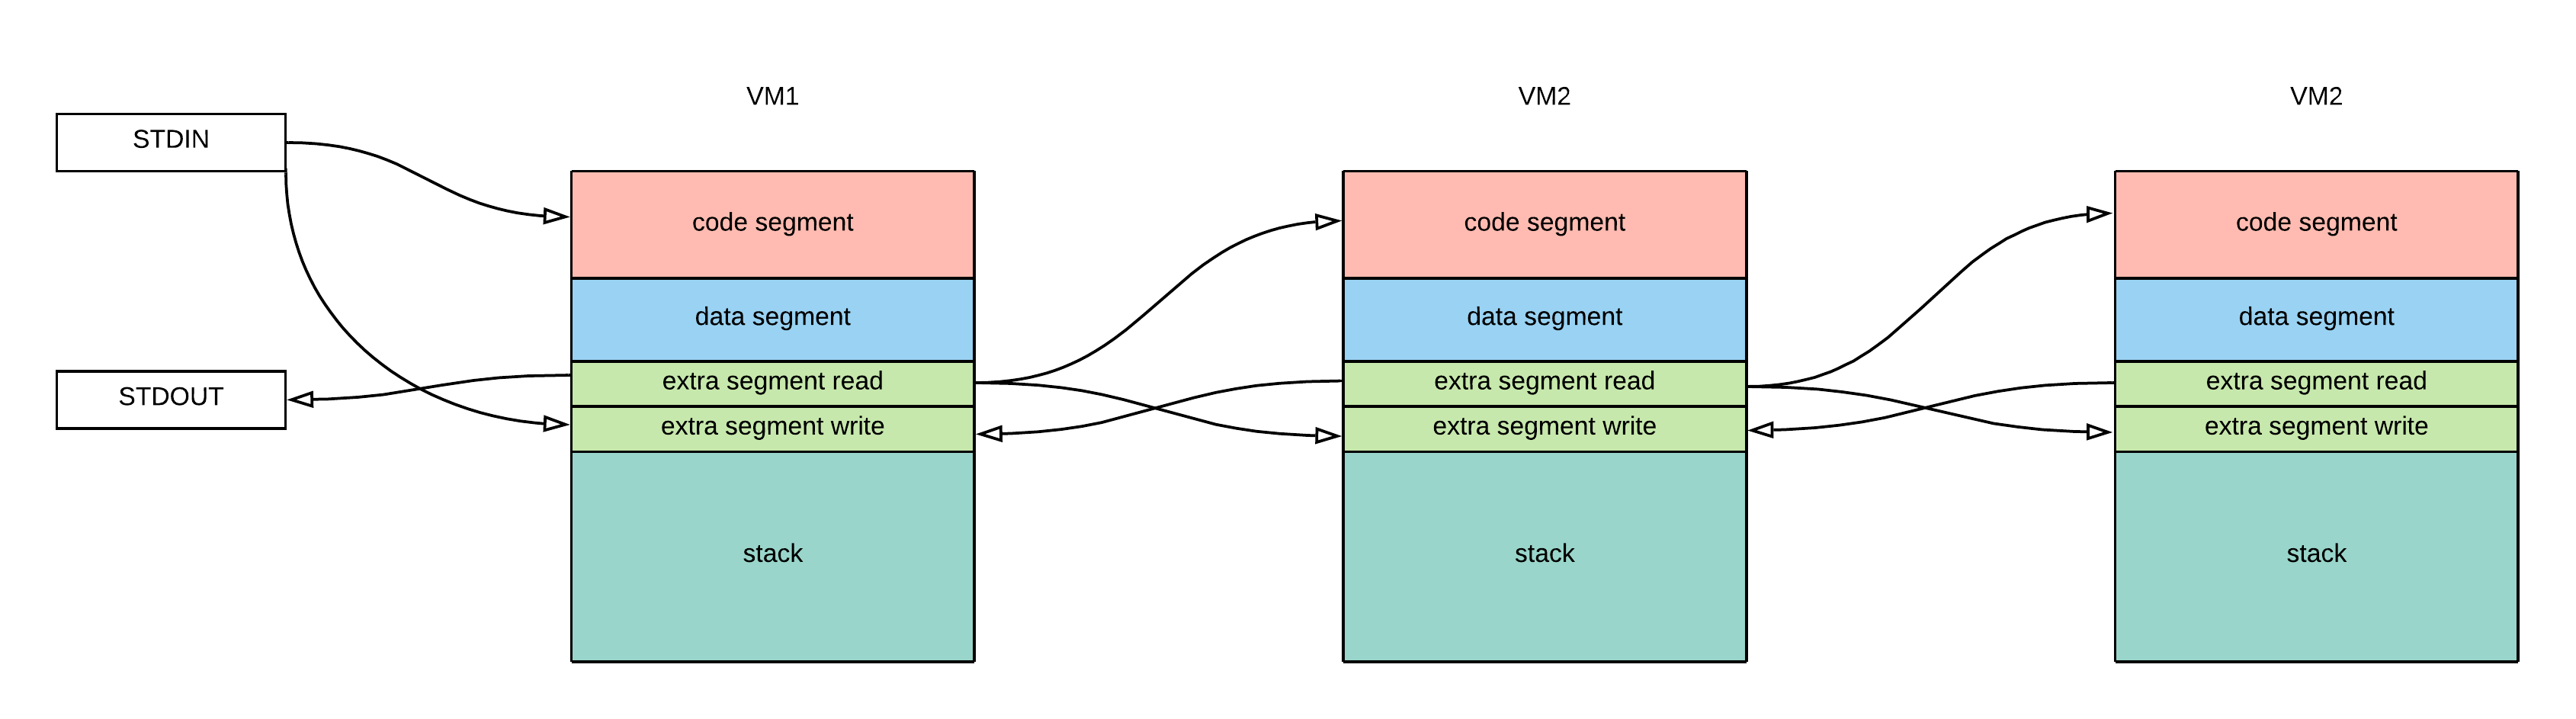 VM1
VM2
VM2
STDIN
STDOUT
code segment
data segment
extra segment read
extra segment write
stack
code segment
data segment
extra segment read
extra segment write
stack
code segment
data segment
extra segment read
extra segment write
stack